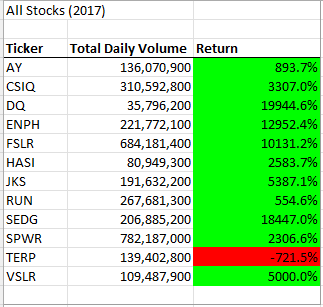 All Stocks (2017)
Ticker Total Daily Volume Return
AY 136,070,900 893.7%
CSIQ 310,592,800 3307.0%
DQ 35,796,200 19944.6%
ENPH 221,772,100 12952.4%
FSLR 684,181,400 10131.2%
HASI 80,949,300 2583.7%
JKS 191,632,200 5387.1%
RUN 267,681,300 554.6%
SEDG 206,885,200 18447.0%
SPWR 782,187,000 2306.6%
TERP 139,402,800 -721.5%
VSLR 109,487,900 5000.0%